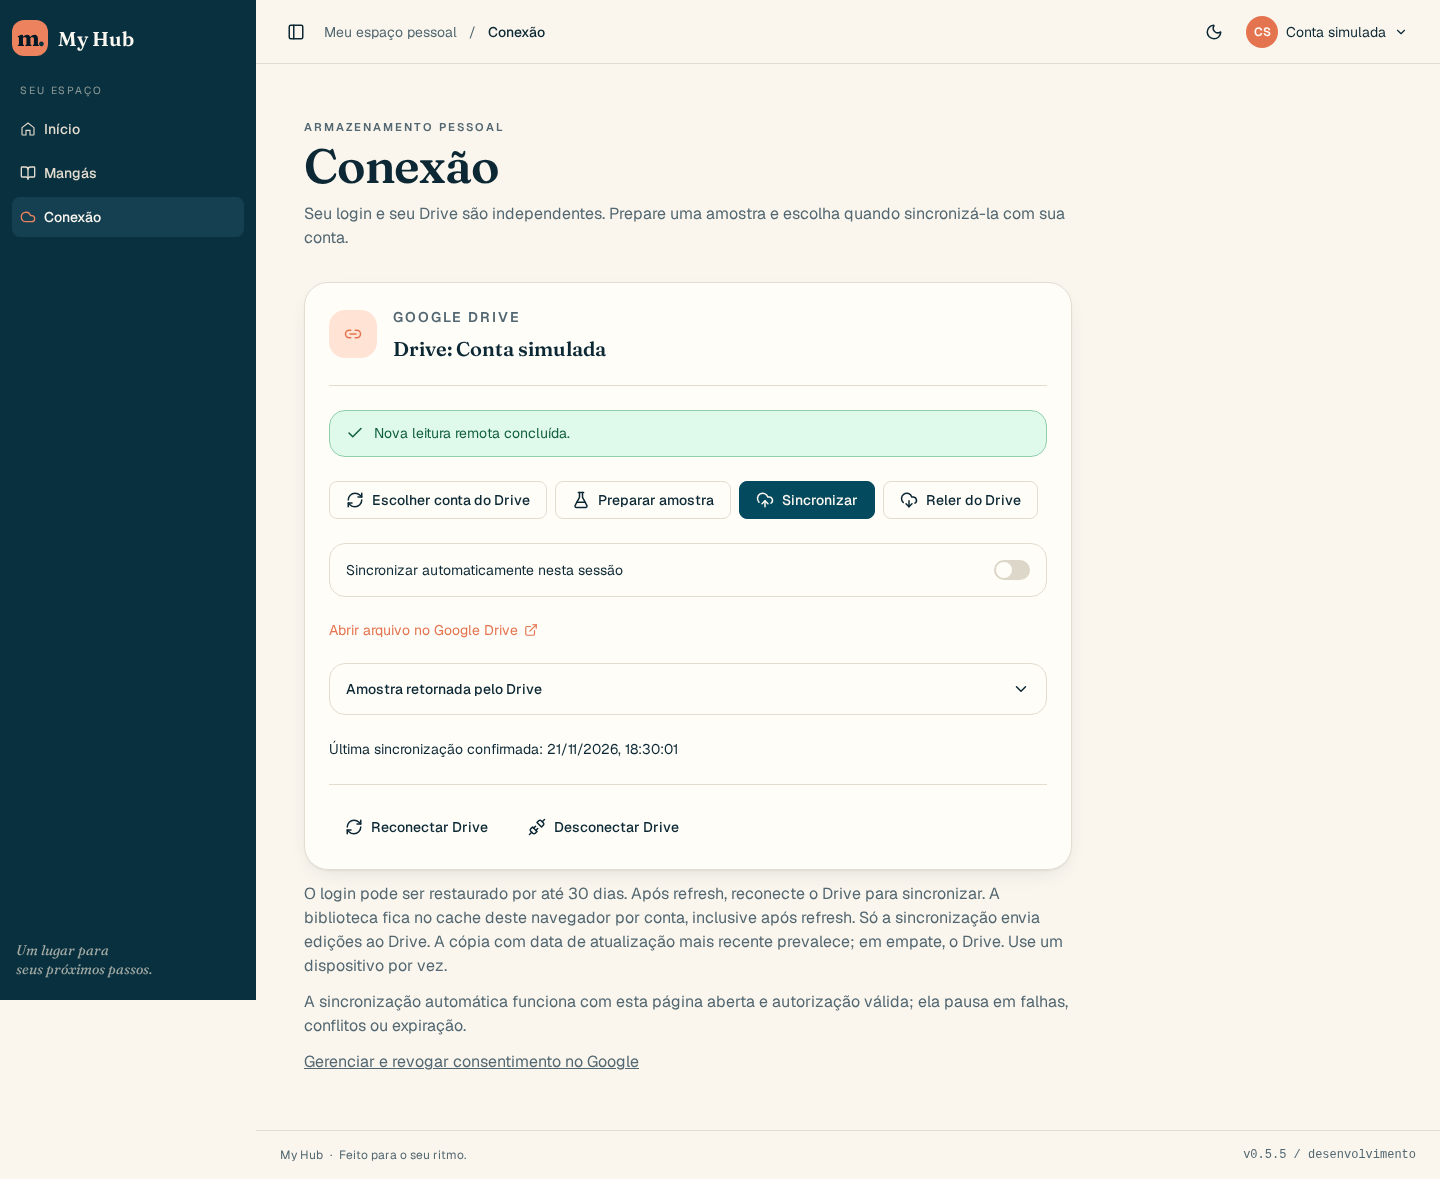 m. My Hub
SEU ESPAÇO
Início
Mangás
Conexão
Um lugar para
seus próximos passos.
Meu espaço pessoal / Conexão
CS Conta simulada
ARMAZENAMENTO PESSOAL
Conexão
Seu login e seu Drive são independentes. Prepare uma amostra e escolha quando sincronizá-la com sua
conta.
GOOGLE DRIVE
Drive: Conta simulada
Nova leitura remota concluída.
Escolher conta do Drive Preparar amostra Sincronizar Reler do Drive
Sincronizar automaticamente nesta sessão
Abrir arquivo no Google Drive
Amostra retornada pelo Drive
Última sincronização confirmada: 21/11/2026, 18:30:01
Reconectar Drive Desconectar Drive
O login pode ser restaurado por até 30 dias. Após refresh, reconecte o Drive para sincronizar. A
biblioteca fica no cache deste navegador por conta, inclusive após refresh. Só a sincronização envia
edições ao Drive. A cópia com data de atualização mais recente prevalece; em empate, o Drive. Use um
dispositivo por vez.
A sincronização automática funciona com esta página aberta e autorização válida; ela pausa em falhas,
conflitos ou expiração.
Gerenciar e revogar consentimento no Google
My Hub · Feito para o seu ritmo.
v0.5.5 / desenvolvimento